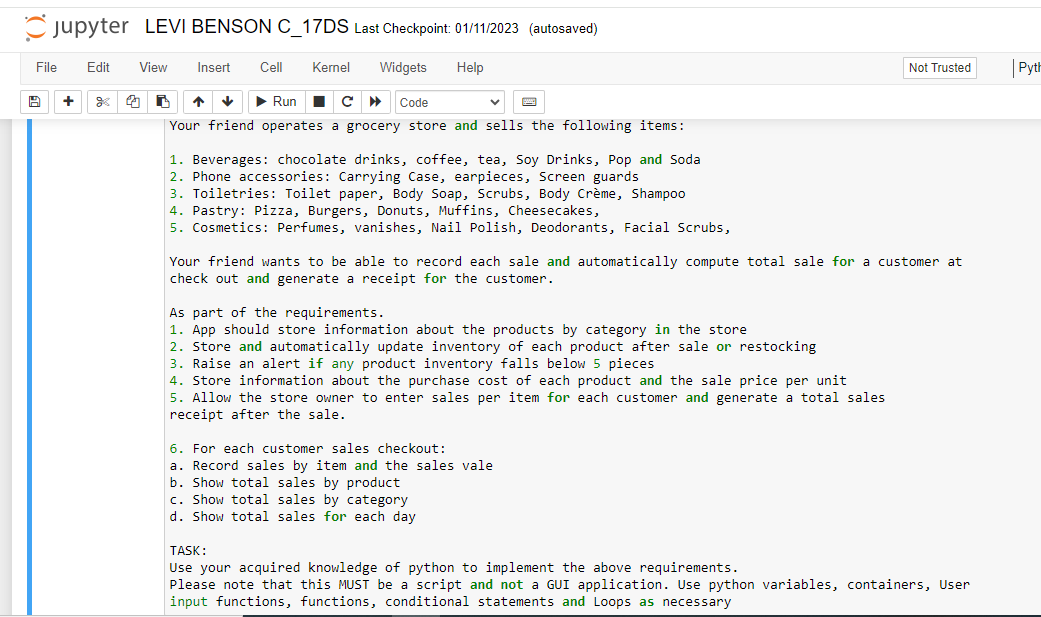 jupyter LEVI BENSON C_17DS Last Checkpoint: 01/11/2023 (autosaved)
File Edit View Insert Cell Kernel Widgets Help Not Trusted Pyth
Run Code
Your friend operates a grocery store and sells the following items:
1. Beverages: chocolate drinks, coffee, tea, Soy Drinks, Pop and Soda
2. Phone accessories: Carrying Case, earpieces, Screen guards
3. Toiletries: Toilet paper, Body Soap, Scrubs, Body Crème, Shampoo
4. Pastry: Pizza, Burgers, Donuts, Muffins, Cheesecakes,
5. Cosmetics: Perfumes, vanishes, Nail Polish, Deodorants, Facial Scrubs,
Your friend wants to be able to record each sale and automatically compute total sale for a customer at
check out and generate a receipt for the customer.
As part of the requirements.
1. App should store information about the products by category in the store
2. Store and automatically update inventory of each product after sale or restocking
3. Raise an alert if any product inventory falls below 5 pieces
4. Store information about the purchase cost of each product and the sale price per unit
5. Allow the store owner to enter sales per item for each customer and generate a total sales
receipt after the sale.
6. For each customer sales checkout:
a. Record sales by item and the sales vale
b. Show total sales by product
c. Show total sales by category
d. Show total sales for each day
TASK:
Use your acquired knowledge of python to implement the above requirements.
Please note that this MUST be a script and not a GUI application. Use python variables, containers, User
input functions, functions, conditional statements and Loops as necessary